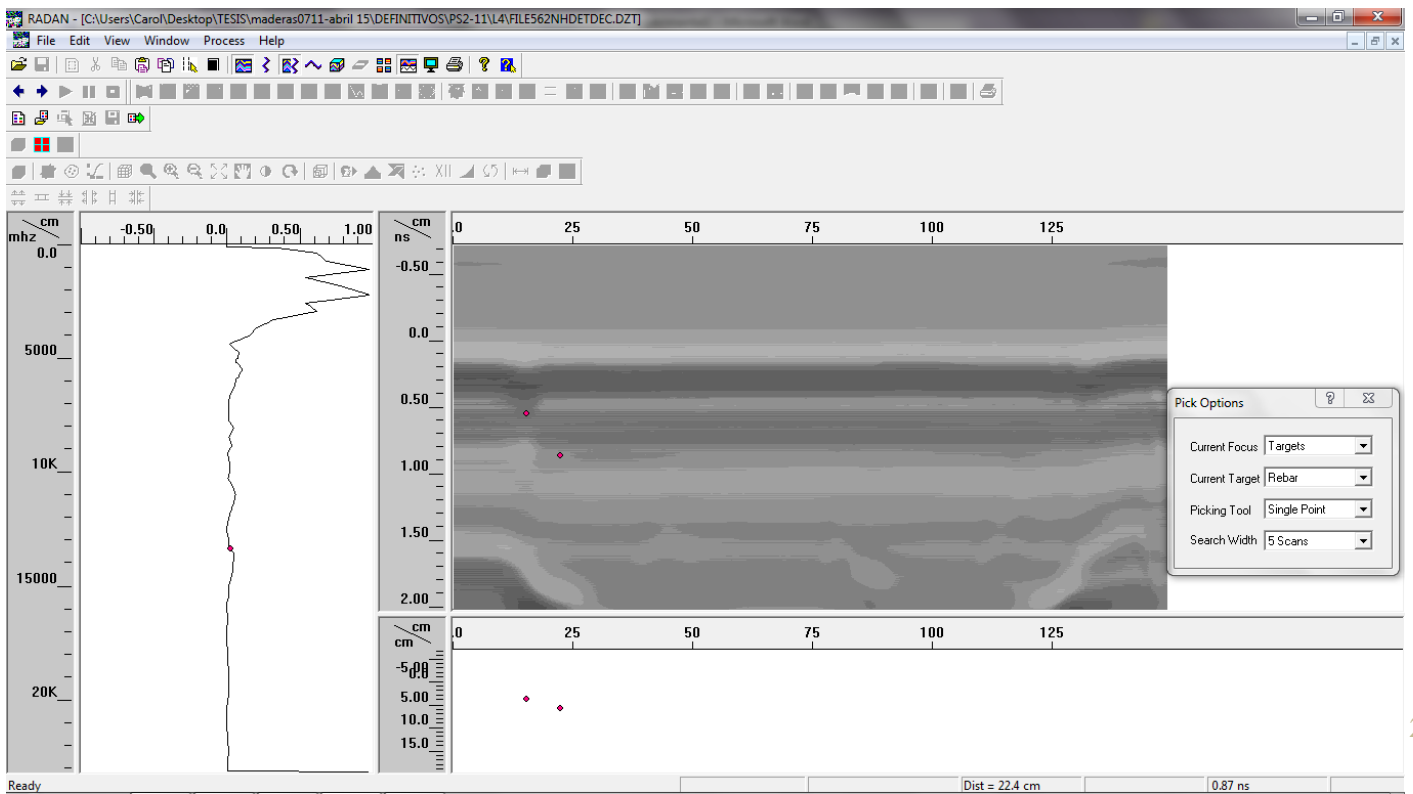 RADAN - [C:\Users\Carol\Desktop\TESIS\maderas0711-abril 15\DEFINITIVOS\PS2-11\L4\FILE562NHDETDEC.DZT]
File Edit View Window Process Help
XII
cm
mhz
-0.50 0.0 0.50 1.00
0.0
5000
10K
15000
20K
cm
ns
.0 25 50 75 100 125
-0.50
0.0
0.50
1.00
1.50
2.00
Pick Options
Current Focus Targets
Current Target Rebar
Picking Tool Single Point
Search Width 5 Scans
cm
cm
.0 25 50 75 100 125
5.00
10.0
15.0
Ready
Dist = 22.4 cm
0.87 ns